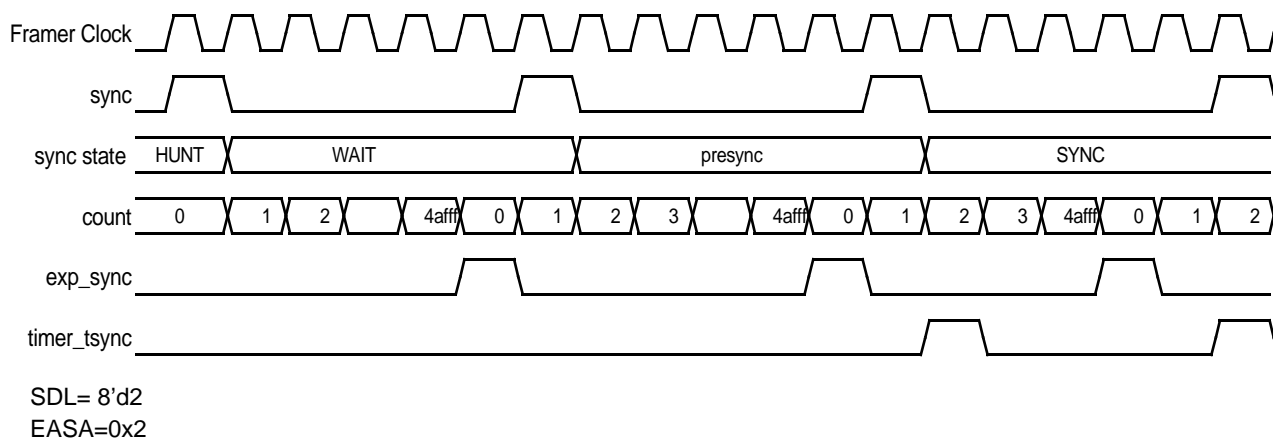 Framer Clock
sync
sync state HUNT WAIT presync SYNC
count 0 1 2 4afff 0 1 2 3 4afff 0 1 2 3 4afff 0 1 2
exp_sync
timer_tsync
SDL= 8'd2
EASA=0x2